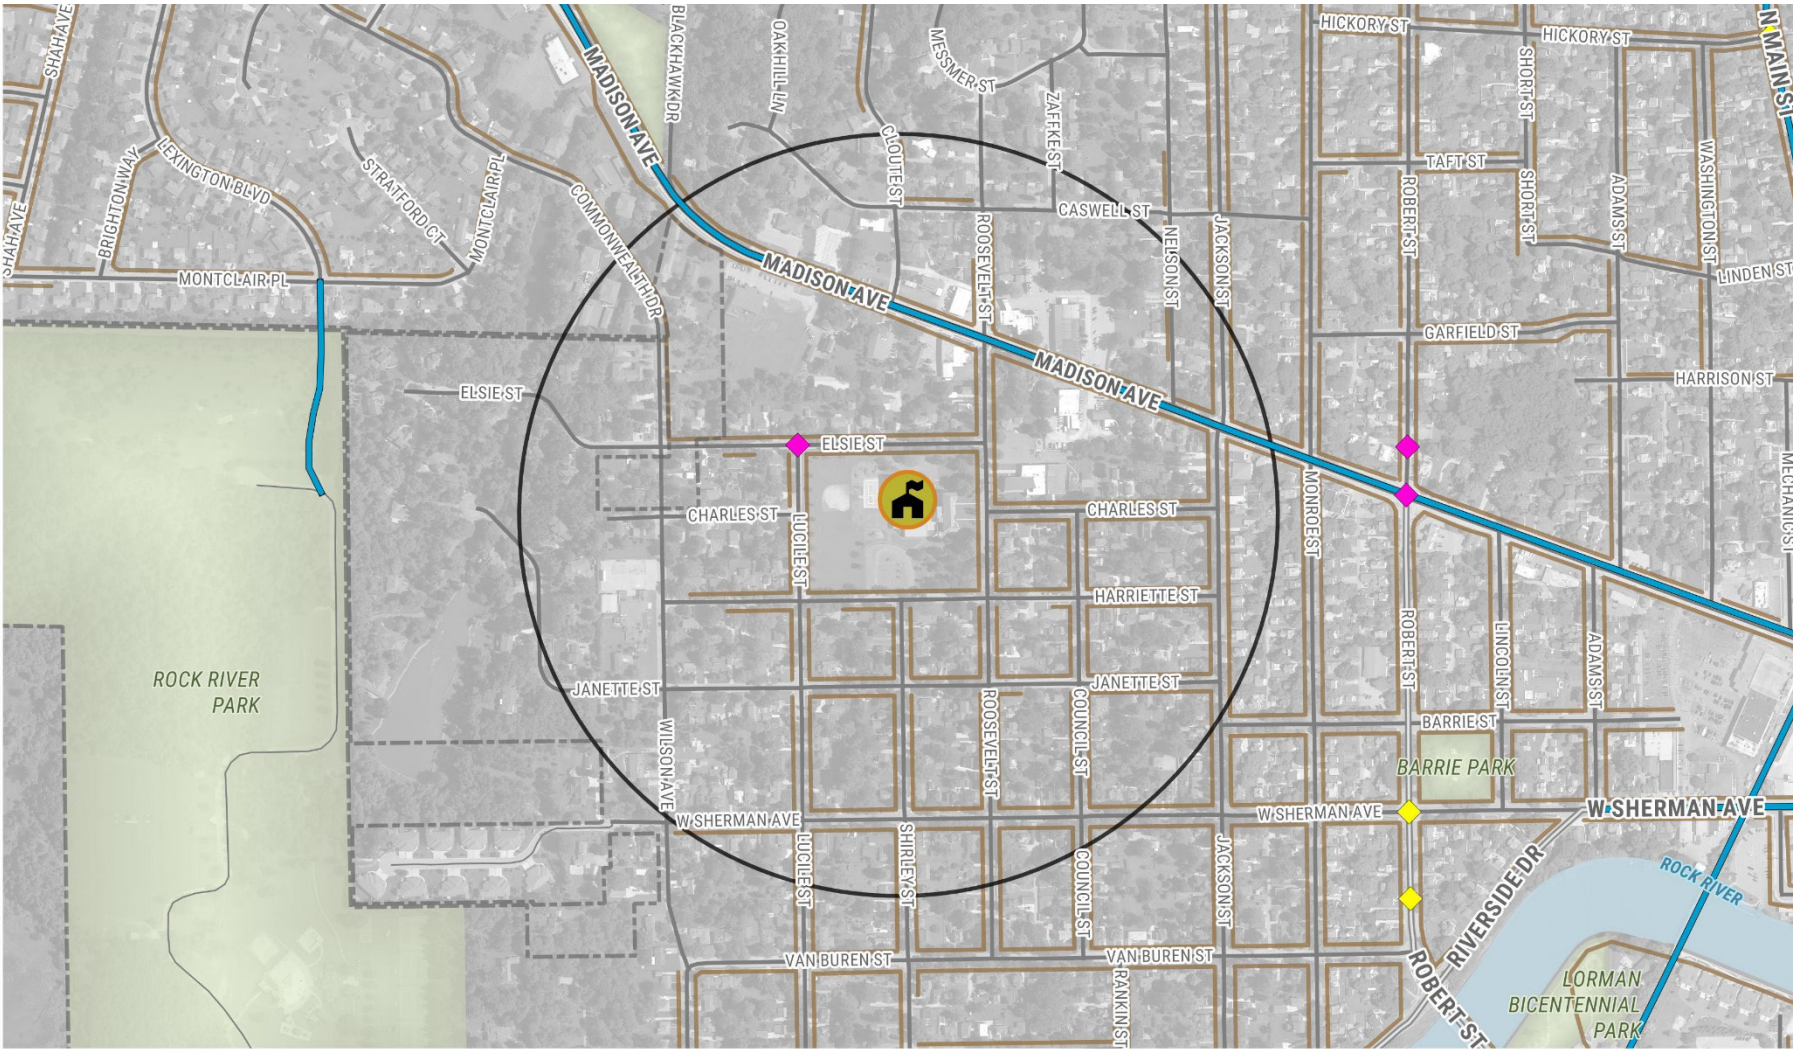 SHAH AVE
BLACKHAWK DR
OAKHILL LN
MESSMER ST
HICKORY ST
HICKORY ST
N MAIN ST
MADISON AVE
SHORT ST
ZAFFKE ST
CLOUTE ST
LEXINGTON BLVD
BRIGHTON WAY
STRATFORD CT
MONTCLAIR PL
COMMONWEALTH DR
TAFT ST
WASHINGTON ST
ROBERT ST
SHORT ST
ADAMS ST
SHAH AVE
CASWELL ST
ROOSEVELT ST
NELSON ST
JACKSON ST
MONTCLAIR PL
MADISON AVE
LINDEN ST
GARFIELD ST
MADISON AVE
HARRISON ST
ELSIE ST
ELSIE ST
MECHANIC ST
CHARLES ST
LUCILE ST
CHARLES ST
MONROE ST
HARRIETTE ST
ROBERT ST
LINCOLN ST
ADAMS ST
ROCK RIVER
PARK
JANETTE ST
JANETTE ST
WILSON AVE
ROOSEVELT ST
COUNCIL ST
BARRIE ST
BARRIE PARK
W SHERMAN AVE
W SHERMAN AVE
W SHERMAN AVE
LUCILE ST
SHIRLEY ST
COUNCIL ST
JACKSON ST
RIVERSIDE DR
ROCK RIVER
VAN BUREN ST
VAN BUREN ST
RANKIN ST
ROBERT ST
LORMAN
BICENTENNIAL
PARK